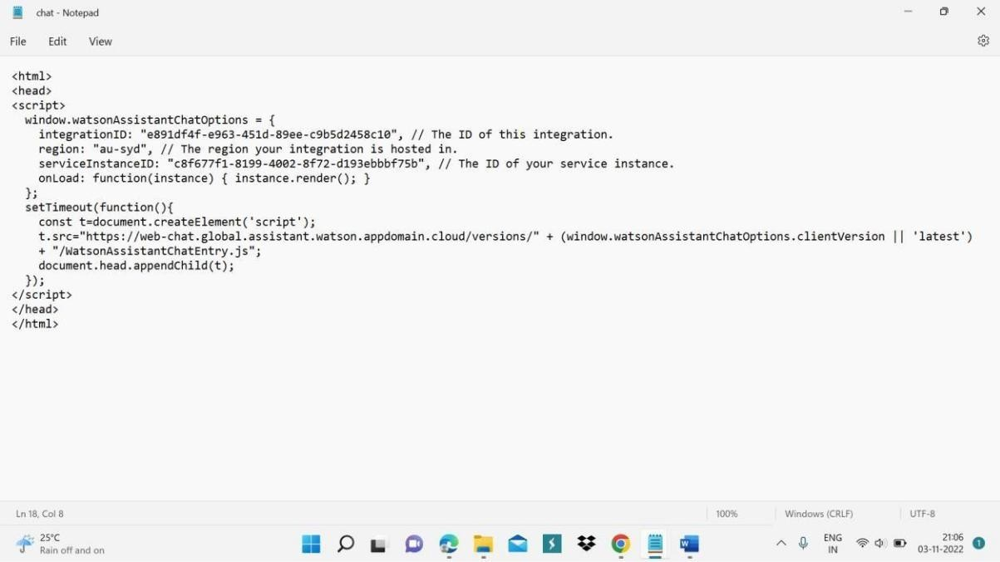 chat - Notepad
File Edit View
<html>
<head>
<script>
  window.watsonAssistantChatOptions = {
    integrationID: "e891df4f-e963-451d-89ee-c9b5d2458c10", // The ID of this integration.
    region: "au-syd", // The region your integration is hosted in.
    serviceInstanceID: "c8f677f1-8199-4002-8f72-d193ebbbf75b", // The ID of your service instance.
    onLoad: function(instance) { instance.render(); }
  };
  setTimeout(function(){
    const t=document.createElement('script');
    t.src="https://web-chat.global.assistant.watson.appdomain.cloud/versions/" + (window.watsonAssistantChatOptions.clientVersion || 'latest')
    + "/WatsonAssistantChatEntry.js";
    document.head.appendChild(t);
  });
</script>
</head>
</html>
Ln 18, Col 8 100% Windows (CRLF) UTF-8
25°C
Rain off and on
W
ENG
IN
21:06
03-11-2022
1